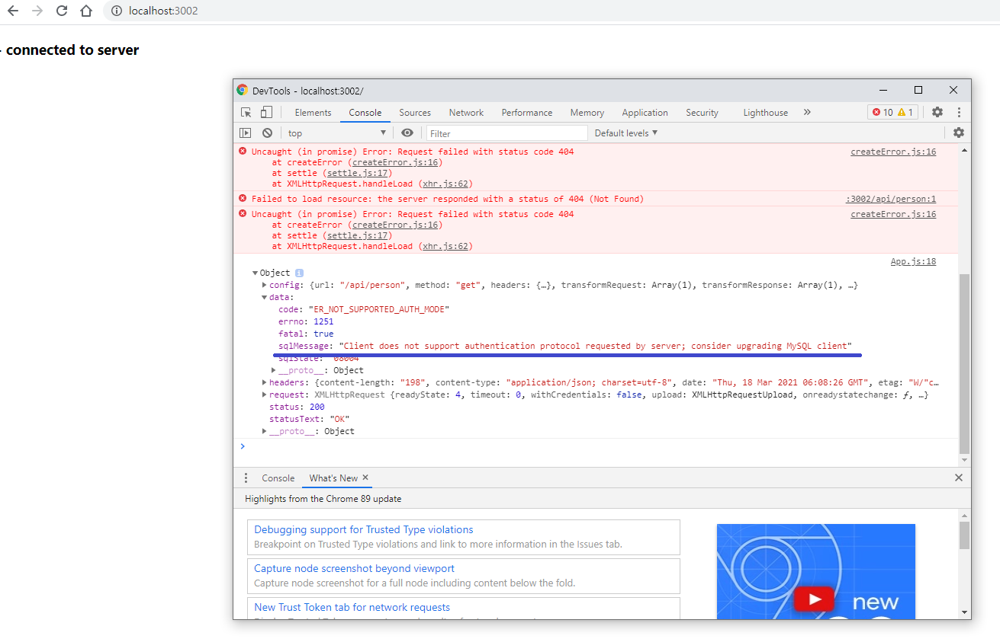 localhost:3002
- connected to server
DevTools - localhost:3002/
Elements Console Sources Network Performance Memory Application Security Lighthouse » 10 1
top Filter Default levels
Uncaught (in promise) Error: Request failed with status code 404 createError.js:16
at createError (createError.js:16)
at settle (settle.js:17)
at XMLHttpRequest.handleLoad (xhr.js:62)
Failed to load resource: the server responded with a status of 404 (Not Found) :3002/api/person:1
Uncaught (in promise) Error: Request failed with status code 404 createError.js:16
at createError (createError.js:16)
at settle (settle.js:17)
at XMLHttpRequest.handleLoad (xhr.js:62)
App.js:18
Object i
config: {url: "/api/person", method: "get", headers: {…}, transformRequest: Array(1), transformResponse: Array(1), …}
data:
code: "ER_NOT_SUPPORTED_AUTH_MODE"
errno: 1251
fatal: true
sqlMessage: "Client does not support authentication protocol requested by server; consider upgrading MySQL client"
sqlState: "08004"
__proto__: Object
headers: {content-length: "198", content-type: "application/json; charset=utf-8", date: "Thu, 18 Mar 2021 06:08:26 GMT", etag: "W/"c…
request: XMLHttpRequest {readyState: 4, timeout: 0, withCredentials: false, upload: XMLHttpRequestUpload, onreadystatechange: ƒ, …}
status: 200
statusText: "OK"
__proto__: Object
>
Console What's New
Highlights from the Chrome 89 update
Debugging support for Trusted Type violations
Breakpoint on Trusted Type violations and link to more information in the Issues tab.
Capture node screenshot beyond viewport
Capture node screenshot for a full node including content below the fold.
New Trust Token tab for network requests
new